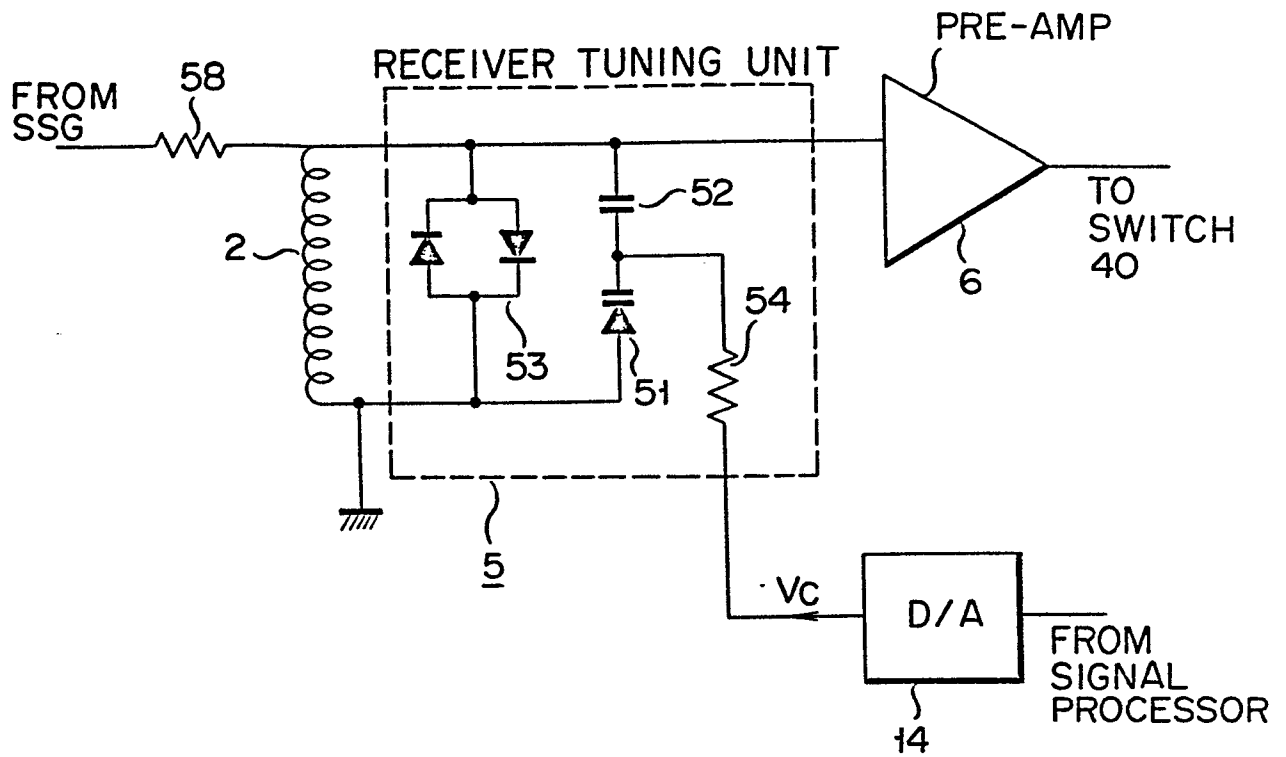 PRE-AMP
RECEIVER TUNING UNIT
58
FROM
SSG
52
TO
SWITCH
40
2
6
54
53
51
5
Vc
D/A
FROM
SIGNAL
PROCESSOR
14